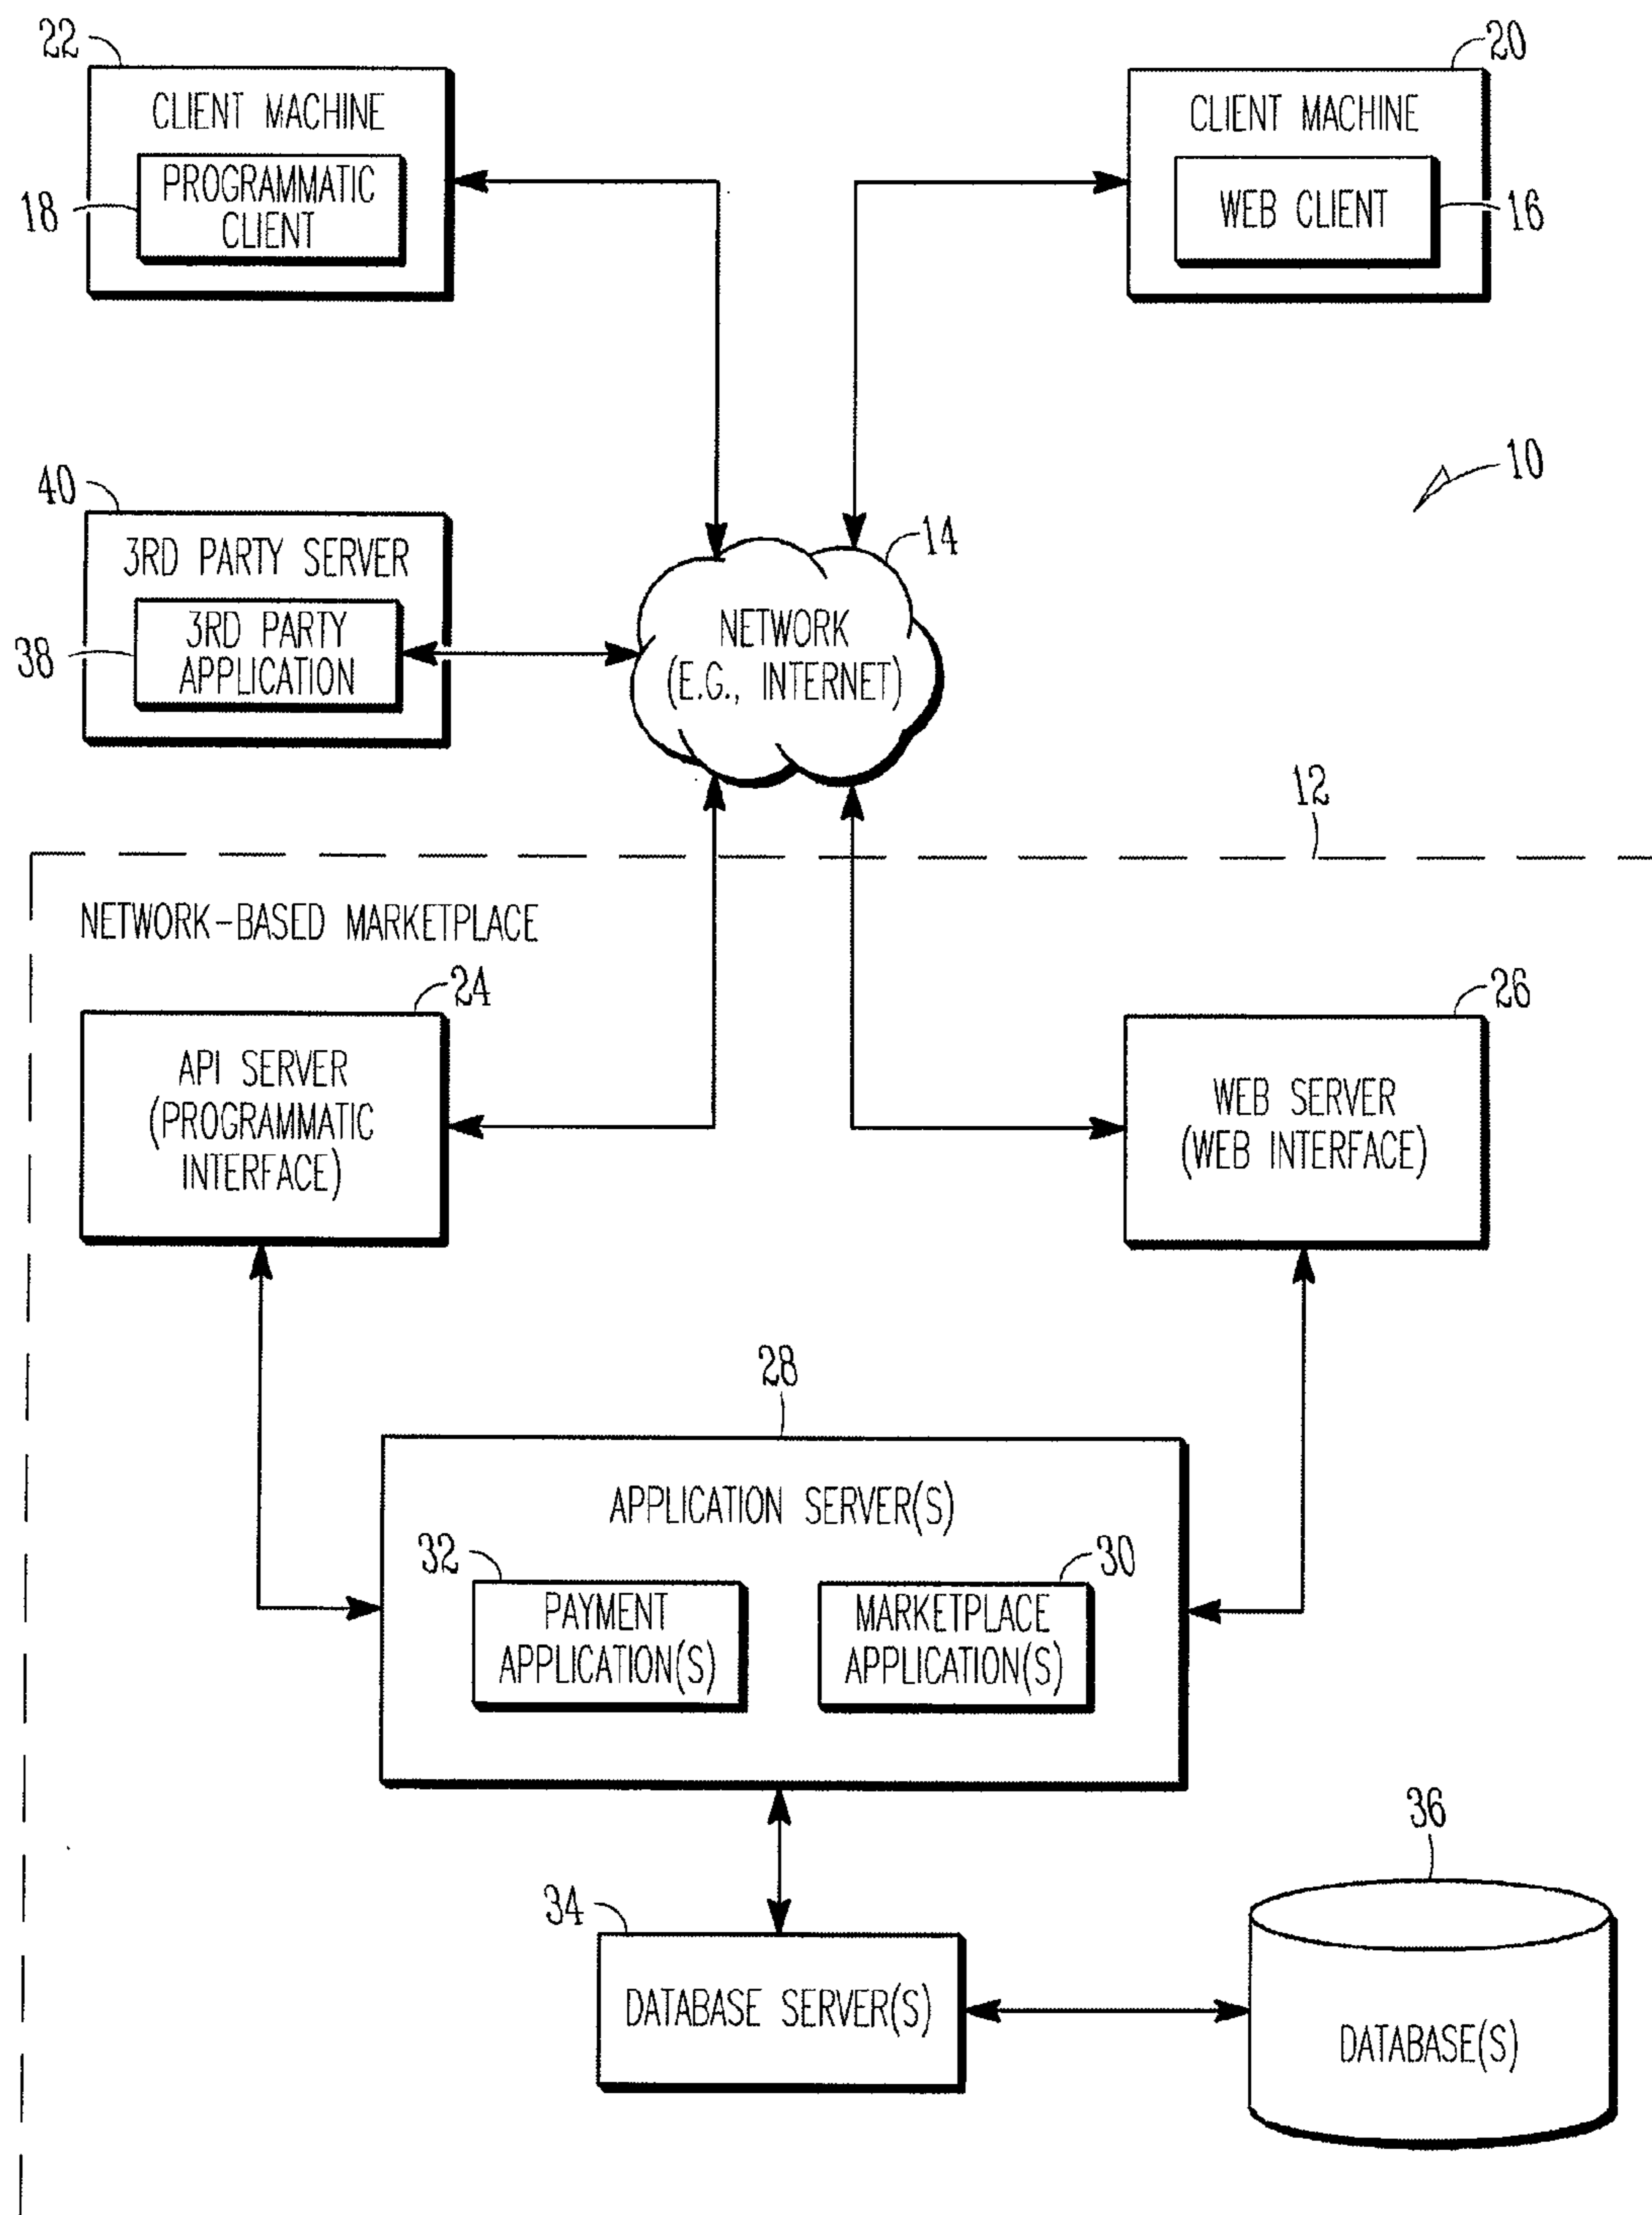 22
CLIENT MACHINE
18
PROGRAMMATIC
CLIENT
20
CLIENT MACHINE
WEB CLIENT
16
10
40
3RD PARTY SERVER
38
3RD PARTY
APPLICATION
14
NETWORK
(E.G., INTERNET)
12
NETWORK-BASED MARKETPLACE
24
API SERVER
(PROGRAMMATIC
INTERFACE)
26
WEB SERVER
(WEB INTERFACE)
28
APPLICATION SERVER(S)
32
PAYMENT
APPLICATION(S)
30
MARKETPLACE
APPLICATION(S)
34
DATABASE SERVER(S)
36
DATABASE(S)